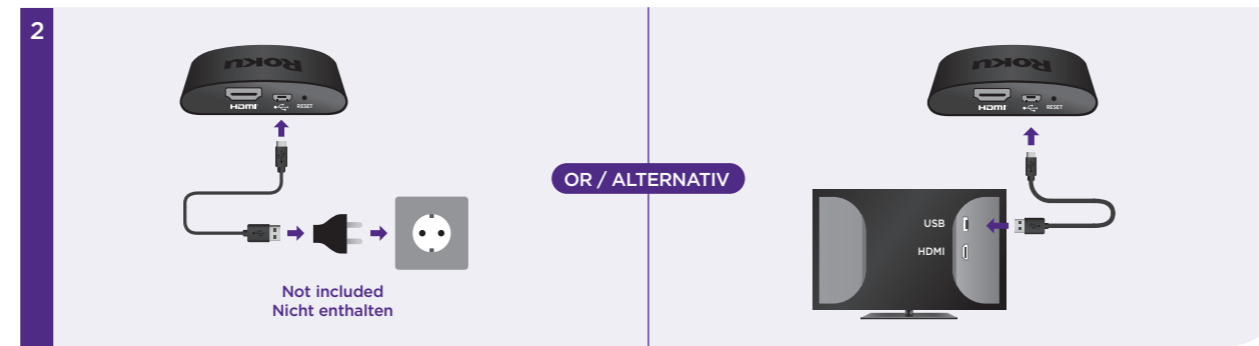 2
Roku
HDMI
RESET
Not included
Nicht enthalten
OR / ALTERNATIV
Roku
HDMI
RESET
USB
HDMI